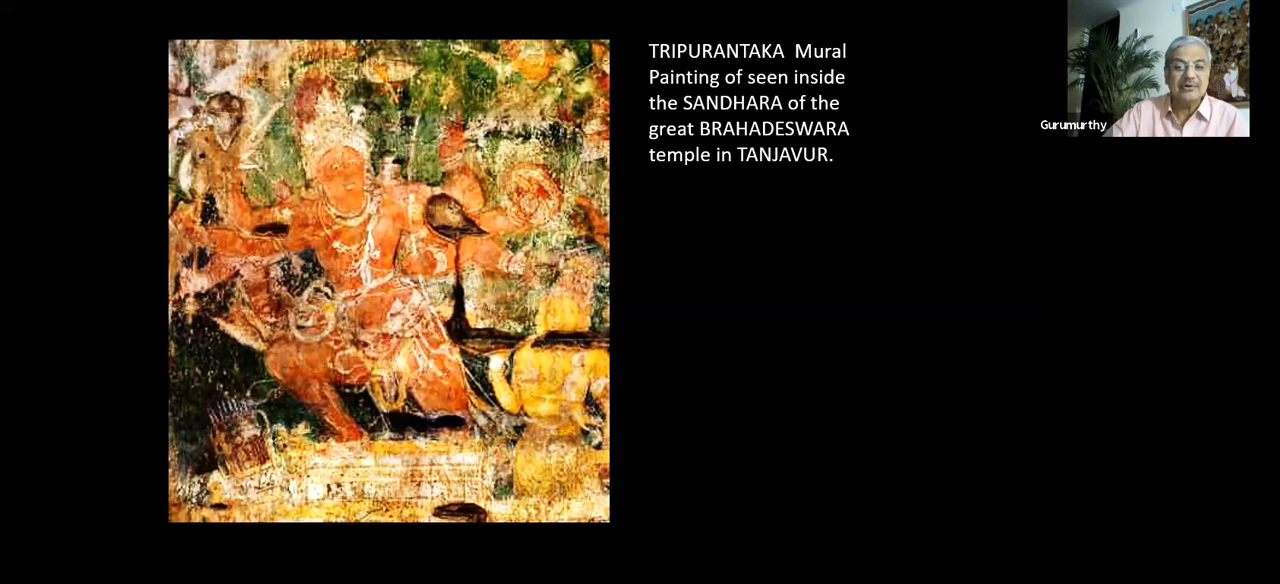 TRIPURANTAKA Mural
Painting of seen inside
the SANDHARA of the
great BRAHADESWARA
temple in TANJAVUR.
Gurumurthy